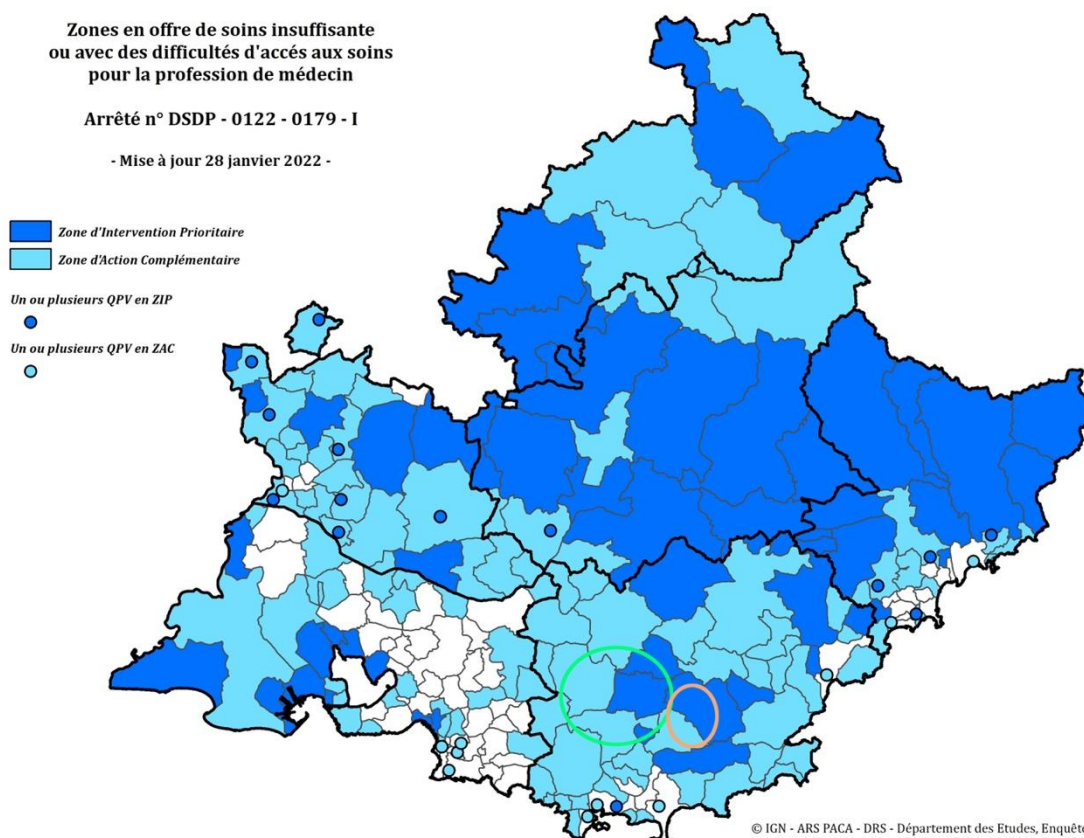 Zones en offre de soins insuffisante
ou avec des difficultés d'accés aux soins
pour la profession de médecin
Arrêté n° DSDP - 0122 - 0179 - I
- Mise à jour 28 janvier 2022 -
Zone d'Intervention Prioritaire
Zone d'Action Complémentaire
Un ou plusieurs QPV en ZIP
Un ou plusieurs QPV en ZAC
© IGN - ARS PACA - DRS - Département des Etudes, Enquête